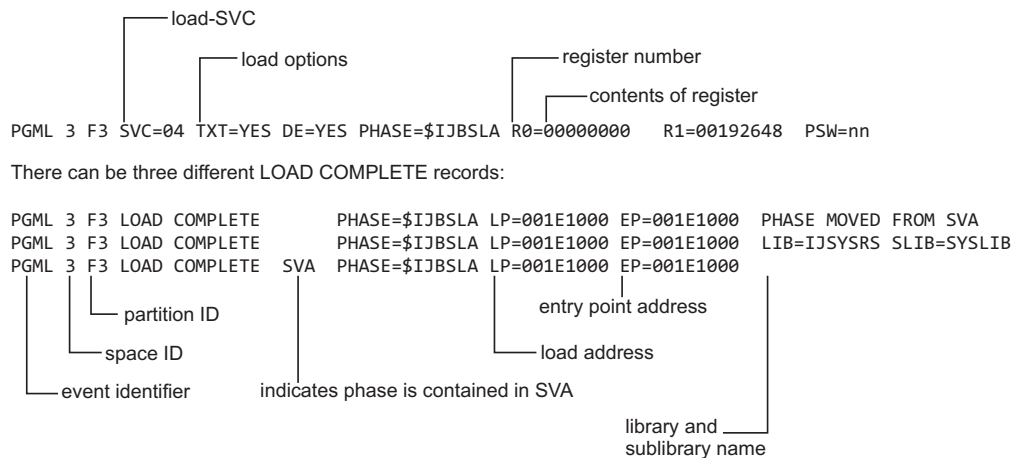 load-SVC
load options
register number
contents of register
PGML 3 F3 SVC=04 TXT=YES DE=YES PHASE=$IJBSLA R0=00000000 R1=00192648 PSW=nn
There can be three different LOAD COMPLETE records:
PGML 3 F3 LOAD COMPLETE PHASE=$IJBSLA LP=001E1000 EP=001E1000 PHASE MOVED FROM SVA
PGML 3 F3 LOAD COMPLETE PHASE=$IJBSLA LP=001E1000 EP=001E1000 LIB=IJSYSRS SLIB=SYSLIB
PGML 3 F3 LOAD COMPLETE SVA PHASE=$IJBSLA LP=001E1000 EP=001E1000
partition ID
entry point address
space ID
load address
event identifier
indicates phase is contained in SVA
library and
sublibrary name